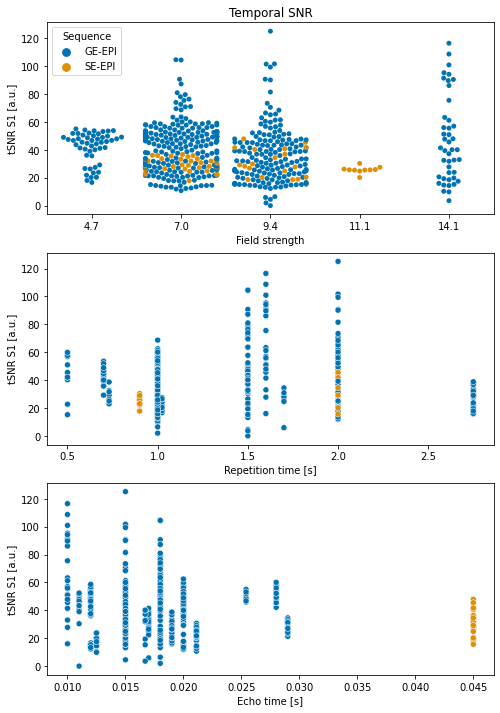 Temporal SNR
Sequence
GE-EPI
SE-EPI
tSNR S1 [a.u.]
120
100
80
60
40
20
0
4.7 7.0 9.4 11.1 14.1
Field strength
tSNR S1 [a.u.]
120
100
80
60
40
20
0
0.5 1.0 1.5 2.0 2.5
Repetition time [s]
tSNR S1 [a.u.]
120
100
80
60
40
20
0
0.010 0.015 0.020 0.025 0.030 0.035 0.040 0.045
Echo time [s]